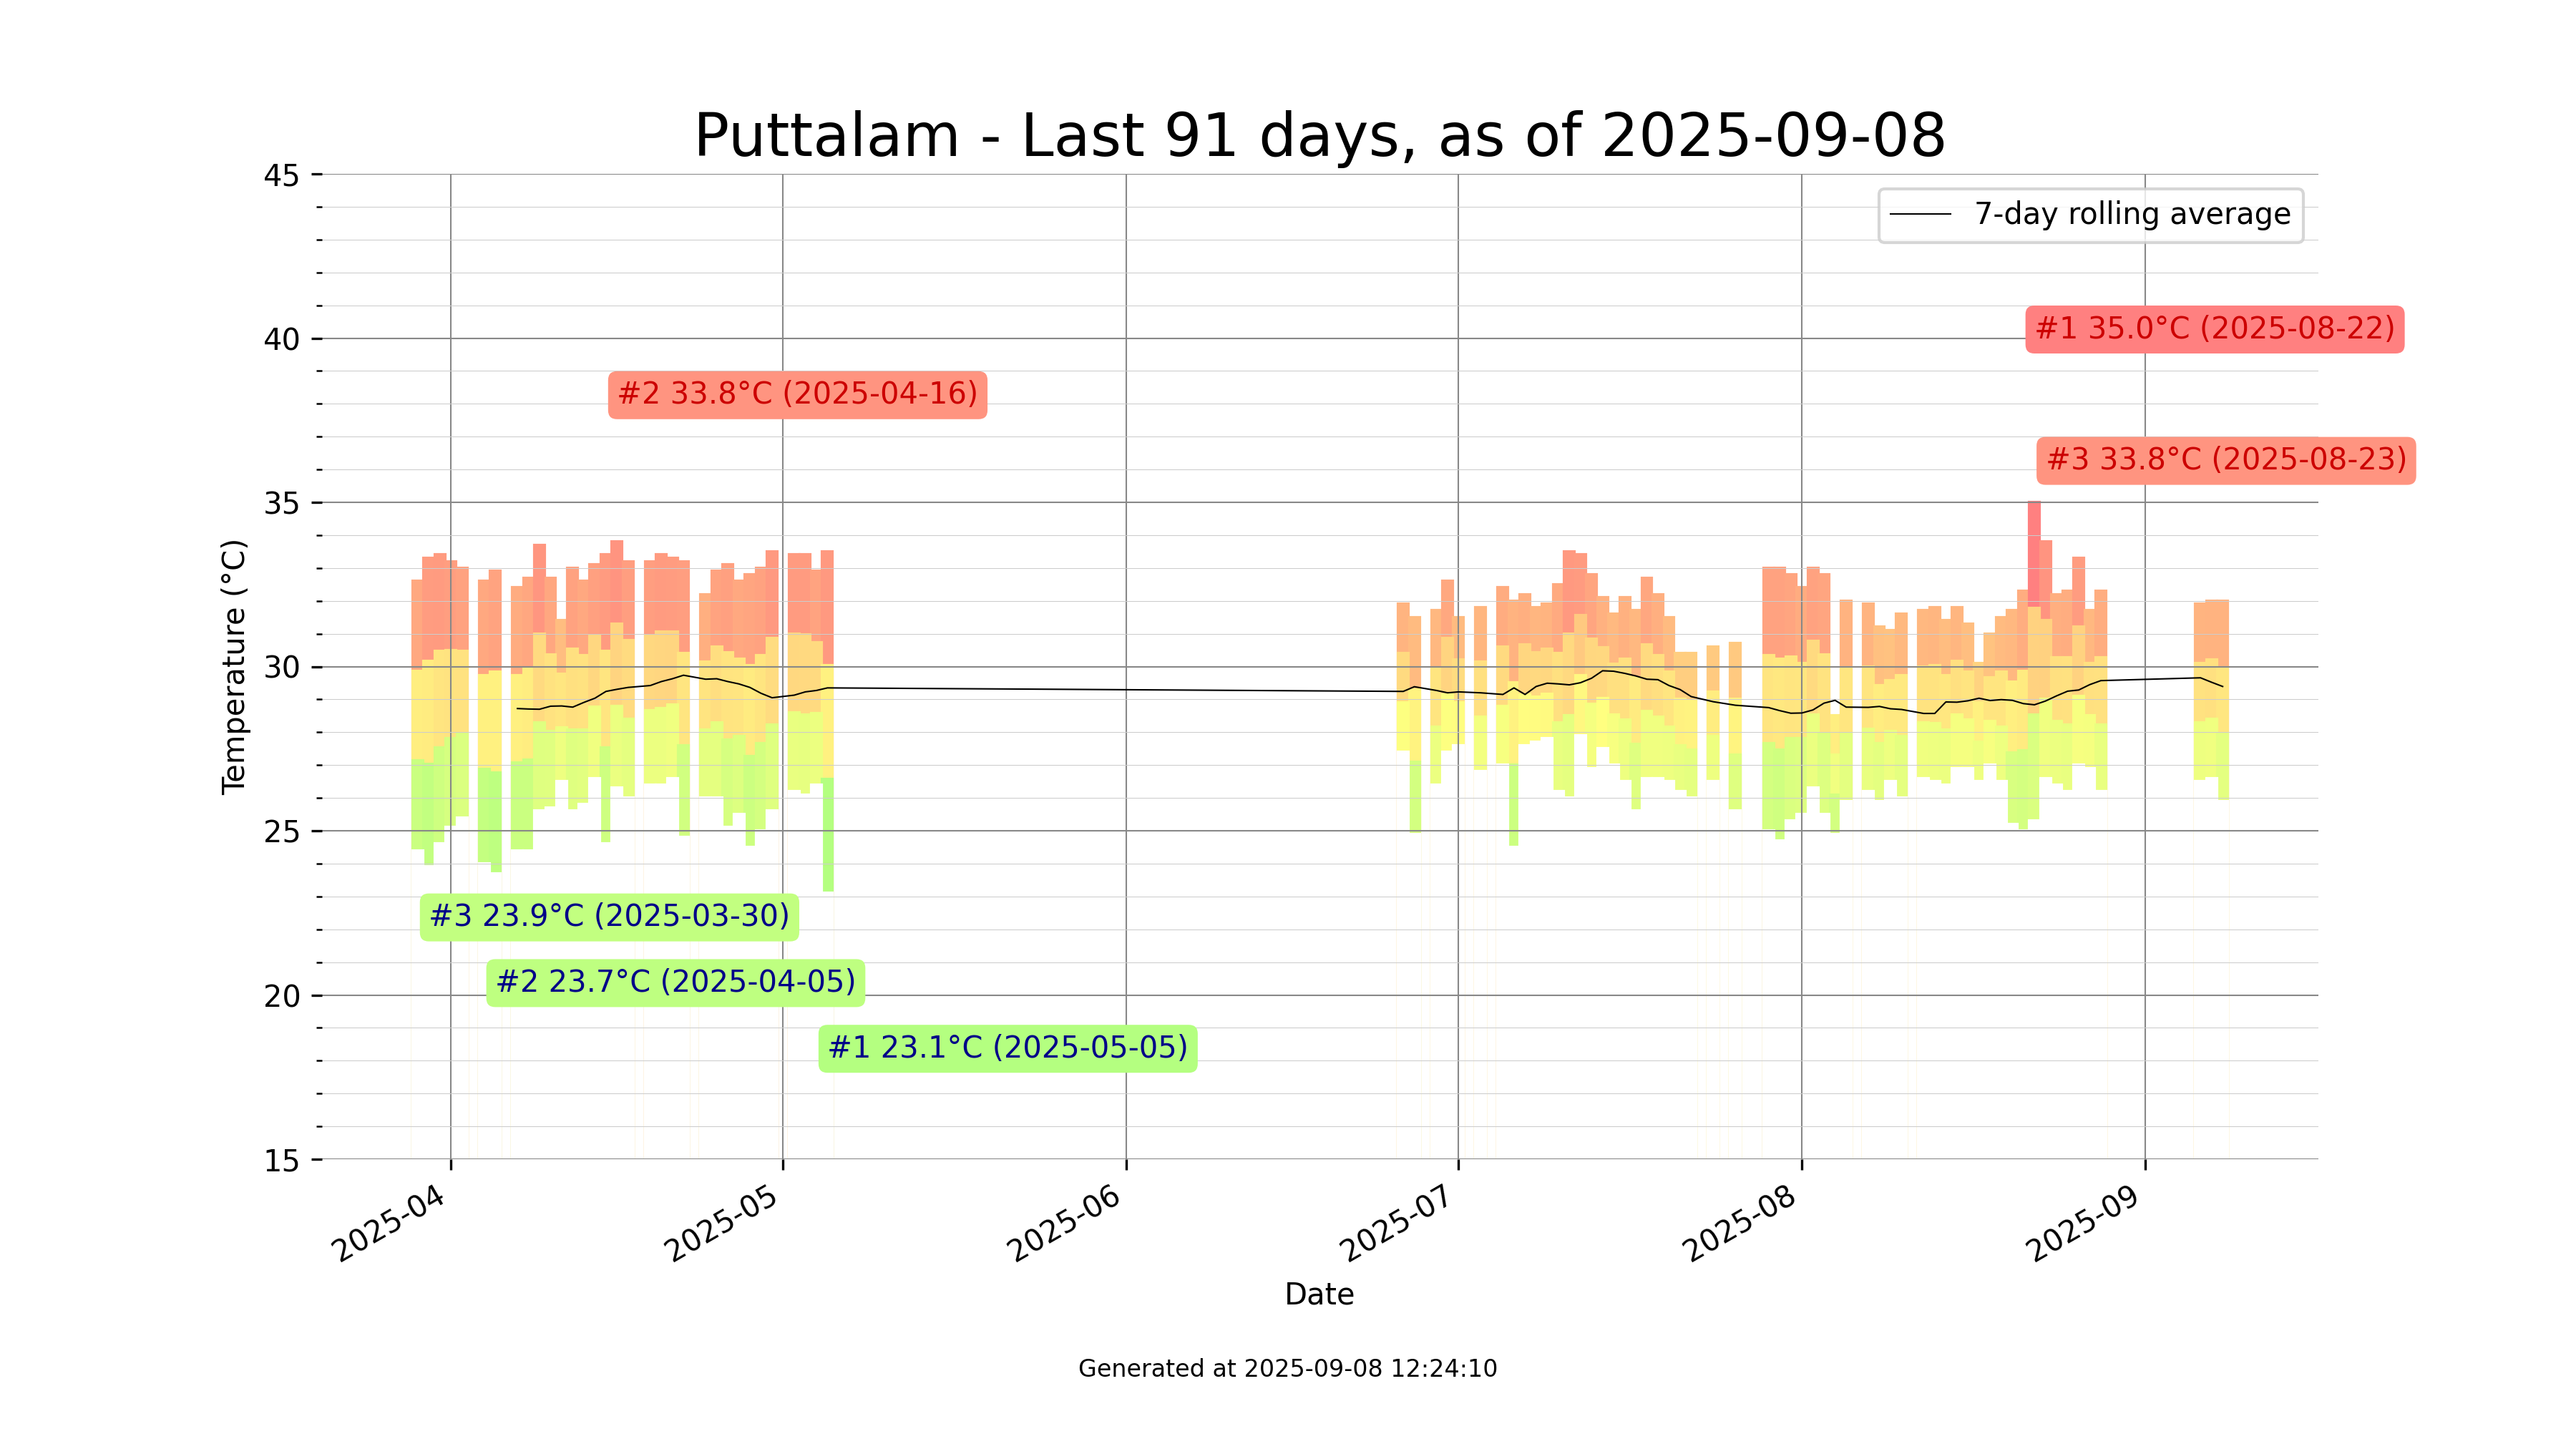 Puttalam - Last 91 days, as of 2025-09-08
45
7-day rolling average
#1 35.0°C (2025-08-22)
40
#2 33.8°C (2025-04-16)
#3 33.8°C (2025-08-23)
35
Temperature (°C)
30
25
#3 23.9°C (2025-03-30)
#2 23.7°C (2025-04-05)
20
#1 23.1°C (2025-05-05)
15
2025-04
2025-05
2025-06
2025-07
2025-08
2025-09
Date
Generated at 2025-09-08 12:24:10